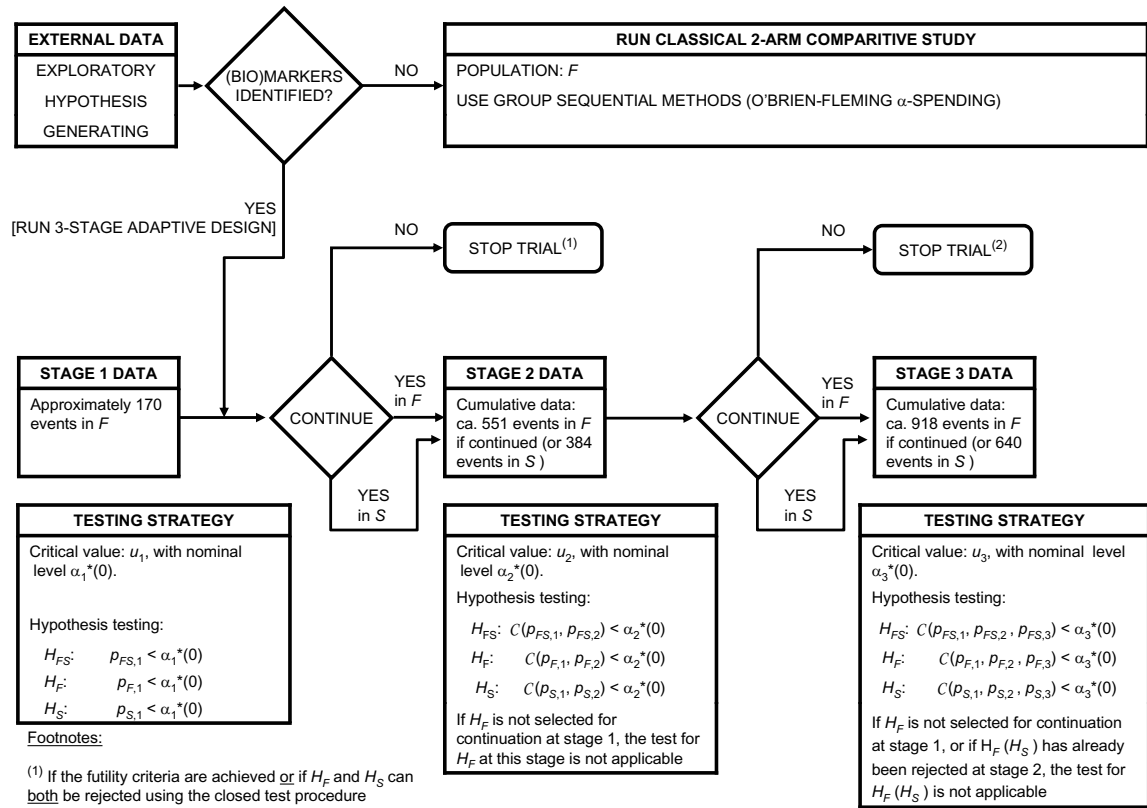 EXTERNAL DATA
EXPLORATORY
HYPOTHESIS
GENERATING
(BIO)MARKERS
IDENTIFIED?
NO
RUN CLASSICAL 2-ARM COMPARITIVE STUDY
POPULATION: F
USE GROUP SEQUENTIAL METHODS (O'BRIEN-FLEMING α-SPENDING)
YES
[RUN 3-STAGE ADAPTIVE DESIGN]
NO
STOP TRIAL(1)
NO
STOP TRIAL(2)
STAGE 1 DATA
Approximately 170
events in F
CONTINUE
YES
in F
YES
in S
STAGE 2 DATA
Cumulative data:
ca. 551 events in F
if continued (or 384
events in S )
CONTINUE
YES
in F
YES
in S
STAGE 3 DATA
Cumulative data:
ca. 918 events in F
if continued (or 640
events in S )
TESTING STRATEGY
Critical value: u1, with nominal
level α1*(0).
Hypothesis testing:
HFS: pFS,1 < α1*(0)
HF: pF,1 < α1*(0)
HS: pS,1 < α1*(0)
TESTING STRATEGY
Critical value: u2, with nominal
level α2*(0).
Hypothesis testing:
HFS: C(pFS,1, pFS,2) < α2*(0)
HF: C(pF,1, pF,2) < α2*(0)
HS: C(pS,1, pS,2) < α2*(0)
If HF is not selected for
continuation at stage 1, the test for
HF at this stage is not applicable
TESTING STRATEGY
Critical value: u3, with nominal level
α3*(0).
Hypothesis testing:
HFS: C(pFS,1, pFS,2 , pFS,3) < α3*(0)
HF: C(pF,1, pF,2 , pF,3) < α3*(0)
HS: C(pS,1, pS,2 , pS,3) < α3*(0)
If HF is not selected for continuation
at stage 1, or if HF (HS ) has already
been rejected at stage 2, the test for
HF (HS ) is not applicable
Footnotes:
(1) If the futility criteria are achieved or if HF and HS can
both be rejected using the closed test procedure